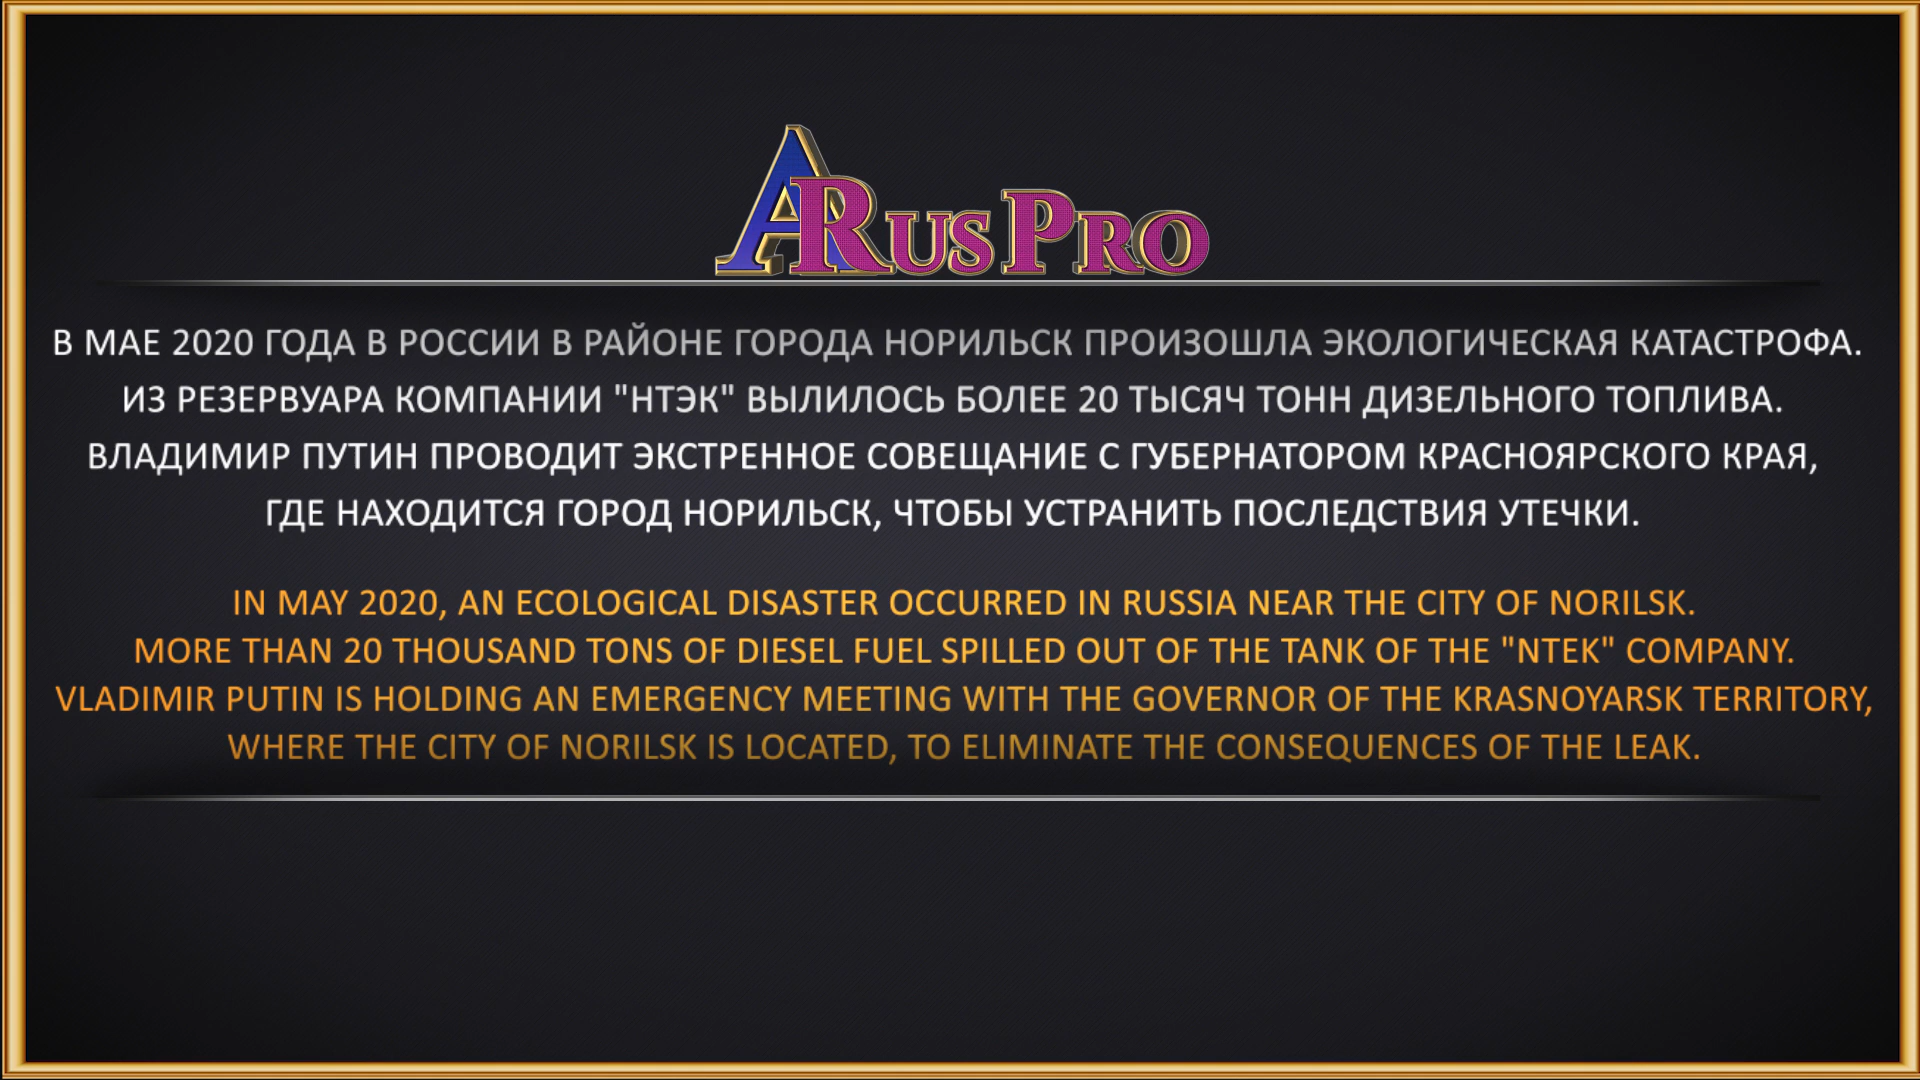 ARUSPRO
В МАЕ 2020 ГОДА В РОССИИ В РАЙОНЕ ГОРОДА НОРИЛЬСК ПРОИЗОШЛА ЭКОЛОГИЧЕСКАЯ КАТАСТРОФА.
ИЗ РЕЗЕРВУАРА КОМПАНИИ "НТЭК" ВЫЛИЛОСЬ БОЛЕЕ 20 ТЫСЯЧ ТОНН ДИЗЕЛЬНОГО ТОПЛИВА.
ВЛАДИМИР ПУТИН ПРОВОДИТ ЭКСТРЕННОЕ СОВЕЩАНИЕ С ГУБЕРНАТОРОМ КРАСНОЯРСКОГО КРАЯ,
ГДЕ НАХОДИТСЯ ГОРОД НОРИЛЬСК, ЧТОБЫ УСТРАНИТЬ ПОСЛЕДСТВИЯ УТЕЧКИ.
IN MAY 2020, AN ECOLOGICAL DISASTER OCCURRED IN RUSSIA NEAR THE CITY OF NORILSK.
MORE THAN 20 THOUSAND TONS OF DIESEL FUEL SPILLED OUT OF THE TANK OF THE "NTEK" COMPANY.
VLADIMIR PUTIN IS HOLDING AN EMERGENCY MEETING WITH THE GOVERNOR OF THE KRASNOYARSK TERRITORY,
WHERE THE CITY OF NORILSK IS LOCATED, TO ELIMINATE THE CONSEQUENCES OF THE LEAK.